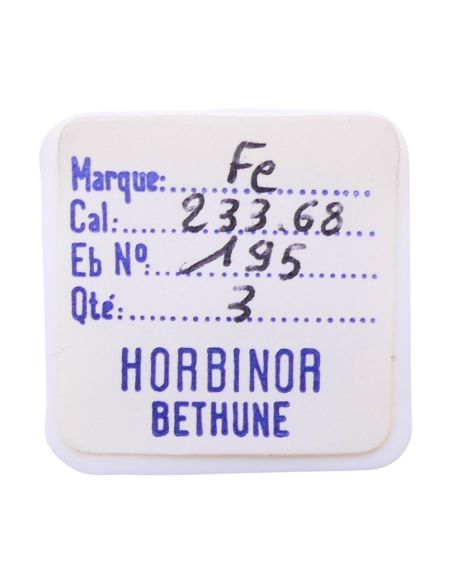 Marque: Fe
Cal: 233.68
Eb Nº: 195
Qté: 3
HORBINOR
BETHUNE